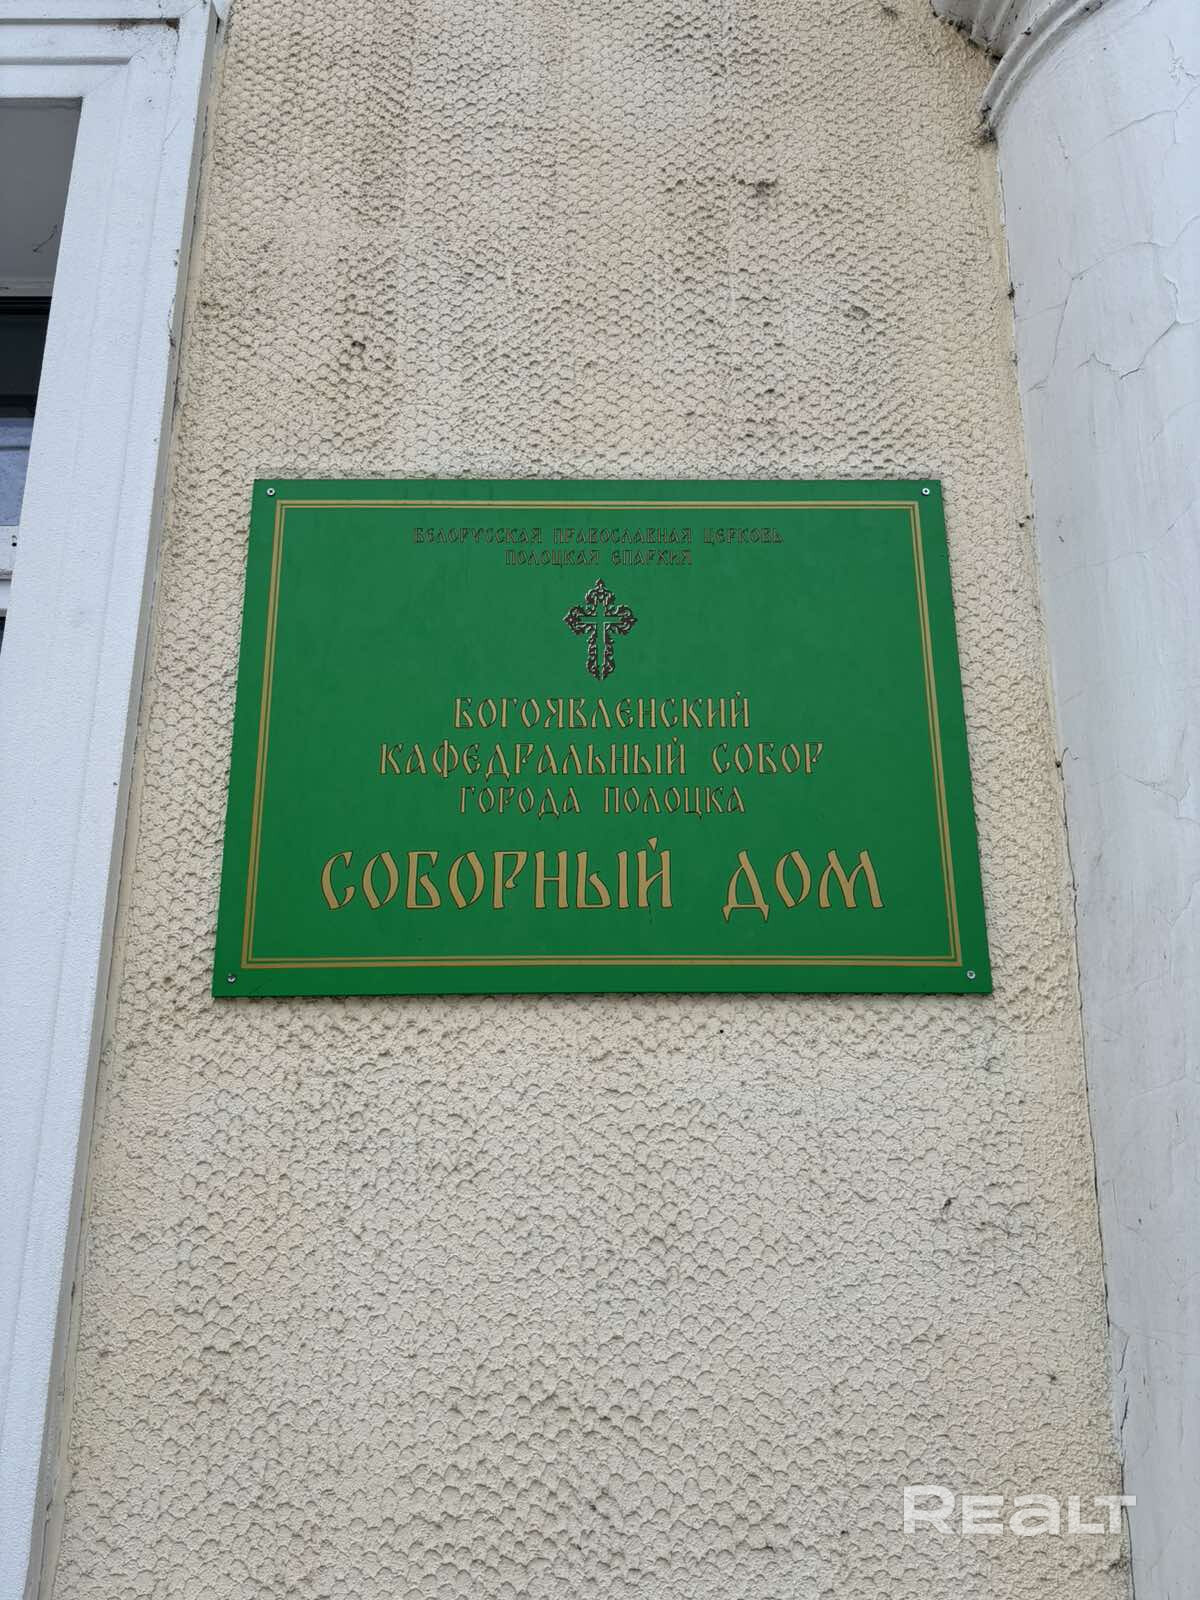 БЕЛОРУССКАЯ ПРАВОСЛАВНАЯ ЦЕРКОВЬ
ПОЛОЦКАЯ ЕПАРХИЯ
БОГОЯВЛЕНСКИЙ
КАФЕДРАЛЬНЫЙ СОБОР
ГОРОДА ПОЛОЦКА
СОБОРНЫЙ ДОМ
REALT